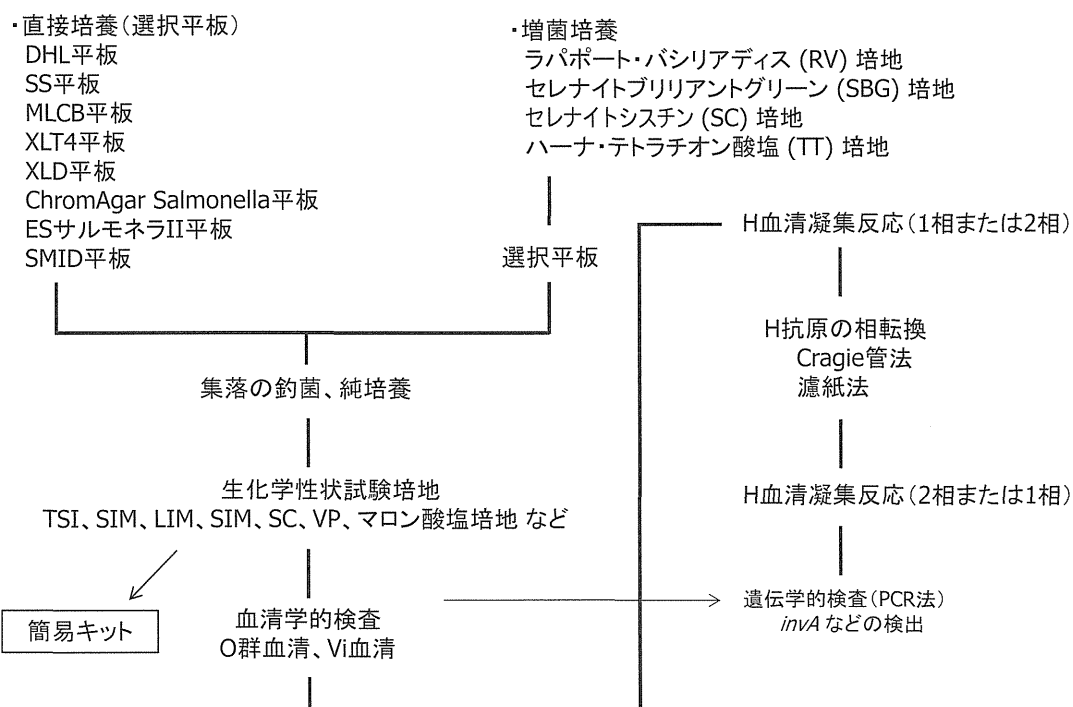 ・直接培養(選択平板)
DHL平板
SS平板
MLCB平板
XLT4平板
XLD平板
ChromAgar Salmonella平板
ESサルモネラII平板
SMID平板
・増菌培養
ラパポート・バシリアディス (RV) 培地
セレナイトブリリアントグリーン (SBG) 培地
セレナイトシスチン (SC) 培地
ハーナ・テトラチオン酸塩 (TT) 培地
選択平板
集落の釣菌、純培養
生化学性状試験培地
TSI、SIM、LIM、SIM、SC、VP、マロン酸塩培地 など
簡易キット
血清学的検査
O群血清、Vi血清
H血清凝集反応(1相または2相)
H抗原の相転換
Cragie管法
濾紙法
H血清凝集反応(2相または1相)
遺伝学的検査(PCR法)
invAなどの検出